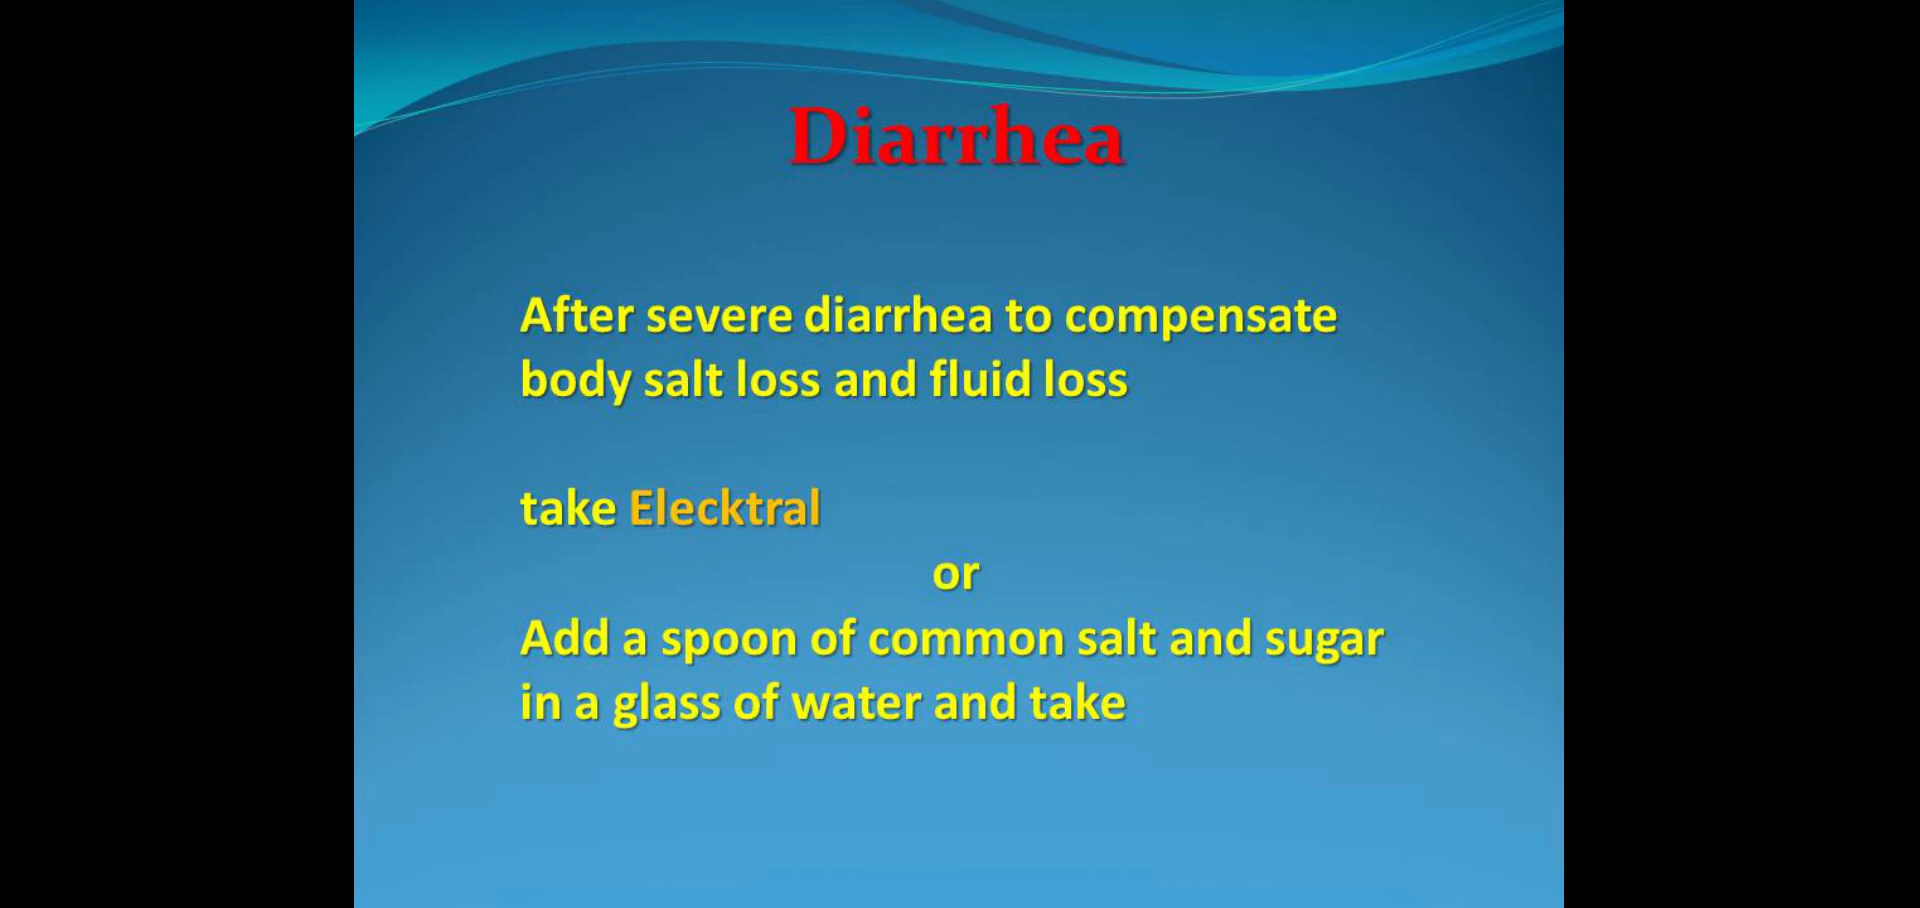 Diarrhea
After severe diarrhea to compensate
body salt loss and fluid loss
take Elecktral
or
Add a spoon of common salt and sugar
in a glass of water and take